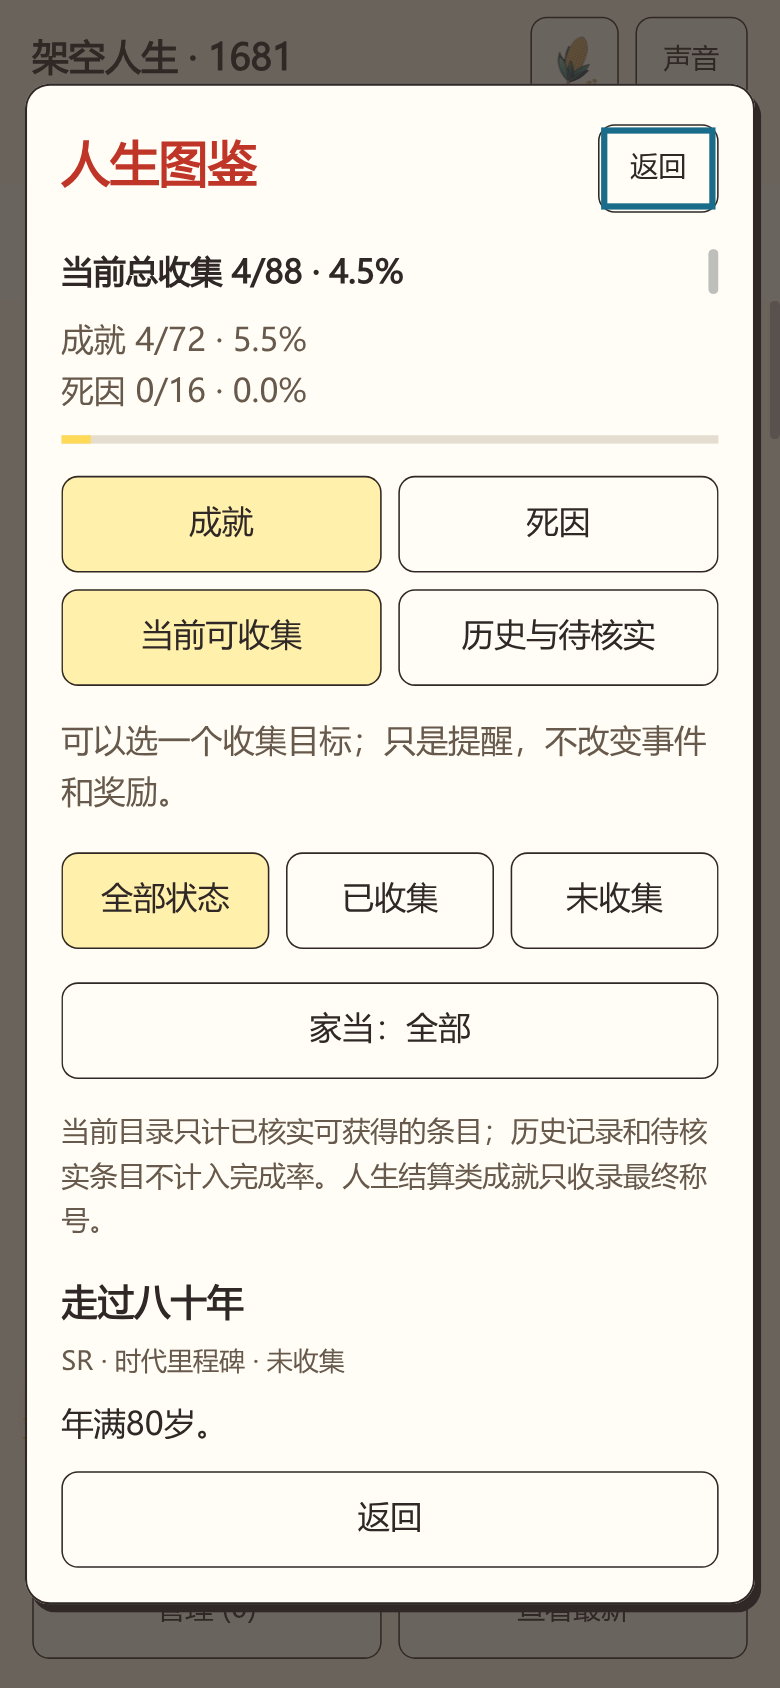 架空人生 · 1681
声音
人生图鉴
返回
当前总收集 4/88 · 4.5%
成就 4/72 · 5.5%
死因 0/16 · 0.0%
成就
死因
当前可收集
历史与待核实
可以选一个收集目标；只是提醒，不改变事件
和奖励。
全部状态
已收集
未收集
家当：全部
当前目录只计已核实可获得的条目；历史记录和待核
实条目不计入完成率。人生结算类成就只收录最终称
号。
走过八十年
SR · 时代里程碑 · 未收集
年满80岁。
返回
管理 (0)
查看最新